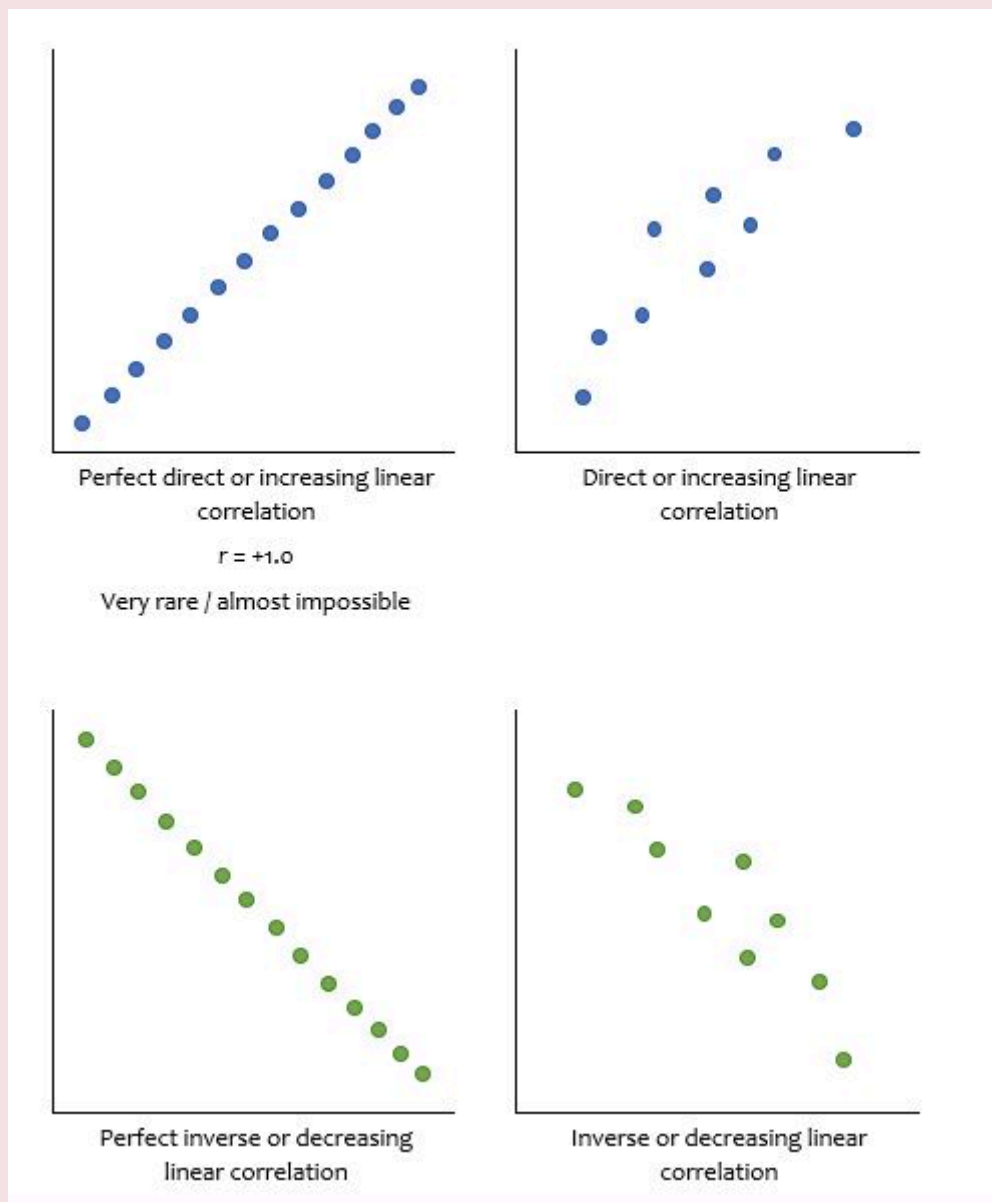 Perfect direct or increasing linear
correlation
r = +1.0
Very rare / almost impossible
Direct or increasing linear
correlation
Perfect inverse or decreasing
linear correlation
Inverse or decreasing linear
correlation